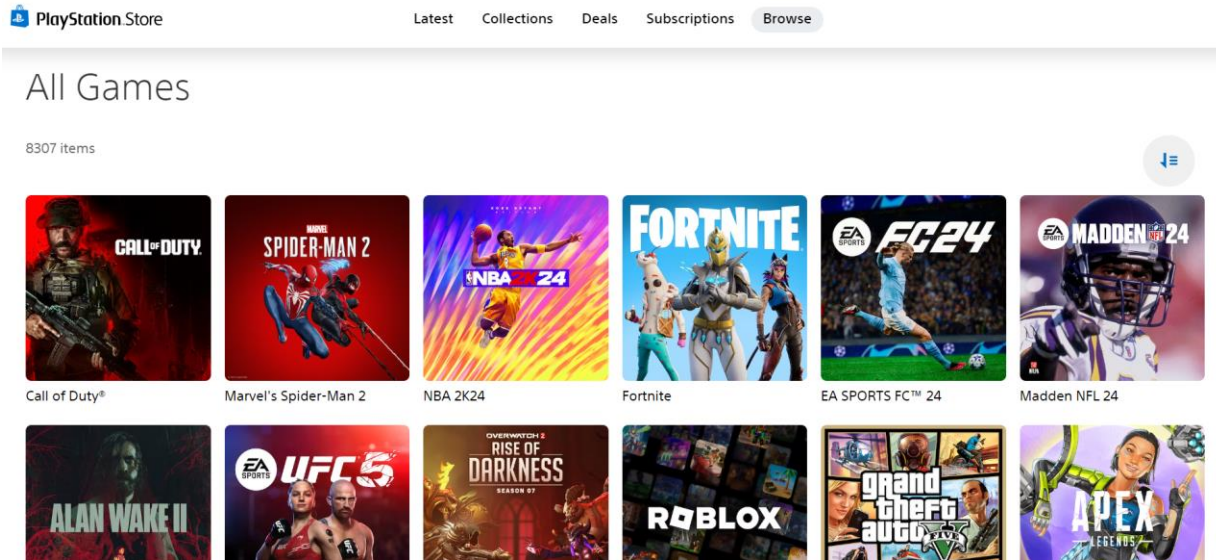 PlayStation Store
Latest Collections Deals Subscriptions Browse
All Games
8307 items
CALL OF DUTY
MARVEL
SPIDER-MAN 2
NBA 2K24
FORTNITE
EA SPORTS FC24
EA SPORTS MADDEN NFL 24
Call of Duty®
Marvel's Spider-Man 2
NBA 2K24
Fortnite
EA SPORTS FC™ 24
Madden NFL 24
ALAN WAKE II
EA SPORTS UFC 5
OVERWATCH 2
RISE OF
DARKNESS
SEASON 07
ROBLOX
grand
theft
auto
V
FIVE
APEX
LEGENDS